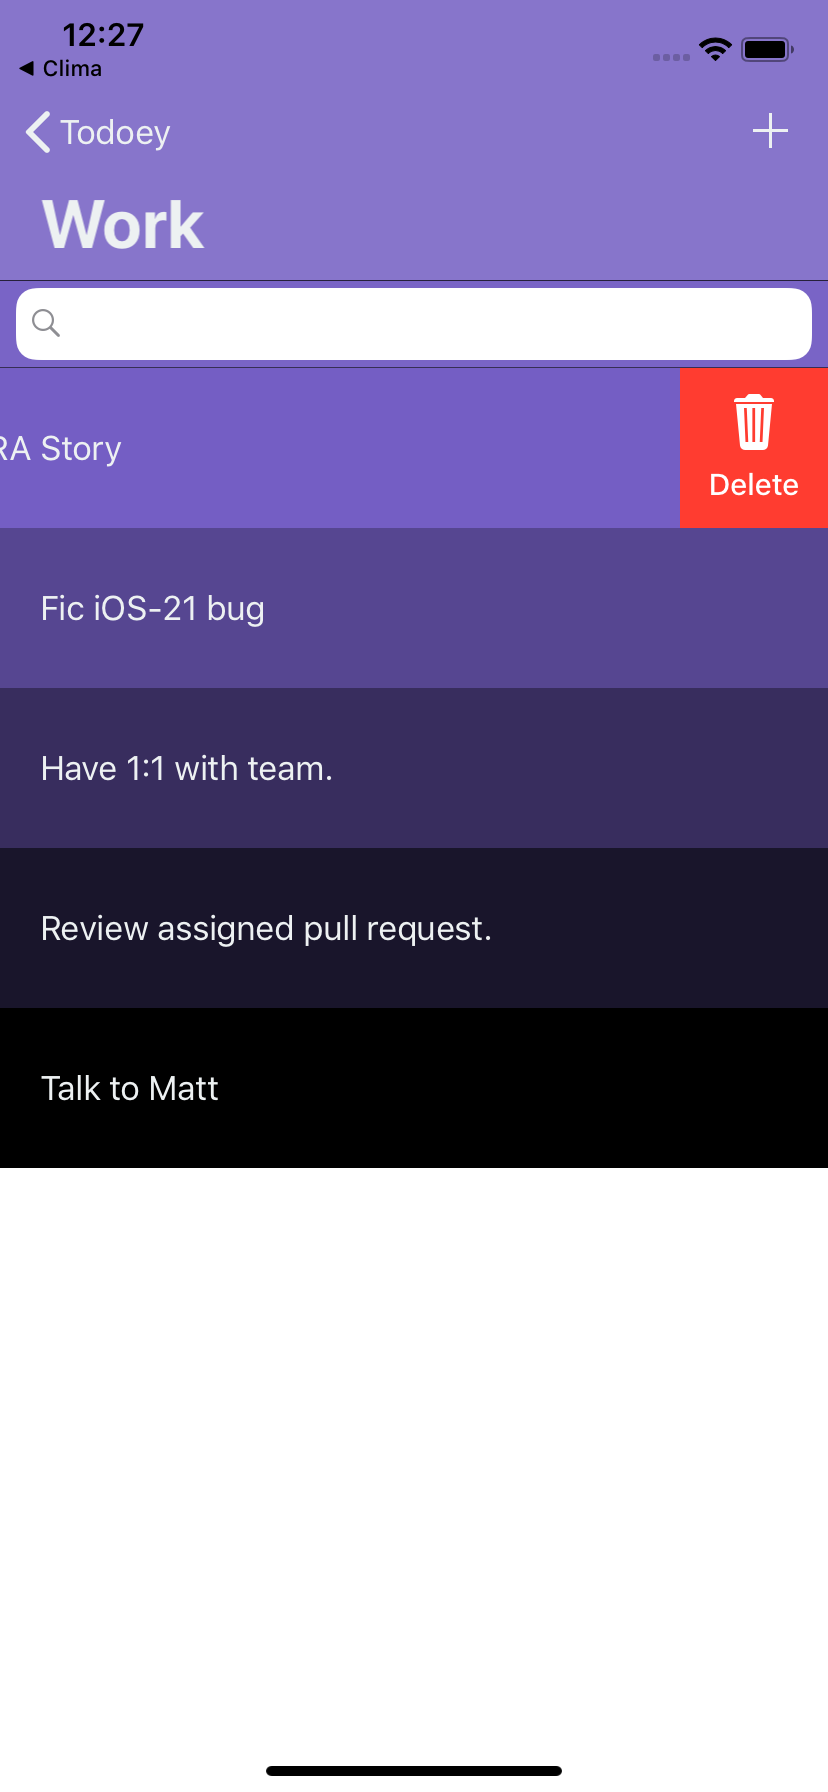 12:27
◀ Clima
Todoey
Work
RA Story
Delete
Fic iOS-21 bug
Have 1:1 with team.
Review assigned pull request.
Talk to Matt